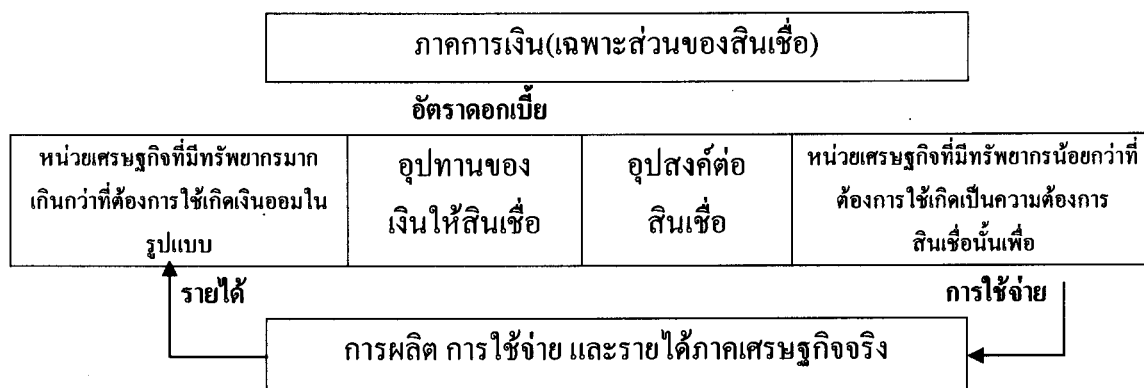 ภาคการเงิน(เฉพาะส่วนของสินเชื่อ)
อัตราดอกเบี้ย
หน่วยเศรษฐกิจที่มีทรัพยากรมาก
เกินกว่าที่ต้องการใช้เกิดเงินออมใน
รูปแบบ
อุปทานของ
เงินให้สินเชื่อ
อุปสงค์ต่อ
สินเชื่อ
หน่วยเศรษฐกิจที่มีทรัพยากรน้อยกว่าที่
ต้องการใช้เกิดเป็นความต้องการ
สินเชื่อนั้นเพื่อ
รายได้
การใช้จ่าย
การผลิต การใช้จ่าย และรายได้ภาคเศรษฐกิจจริง